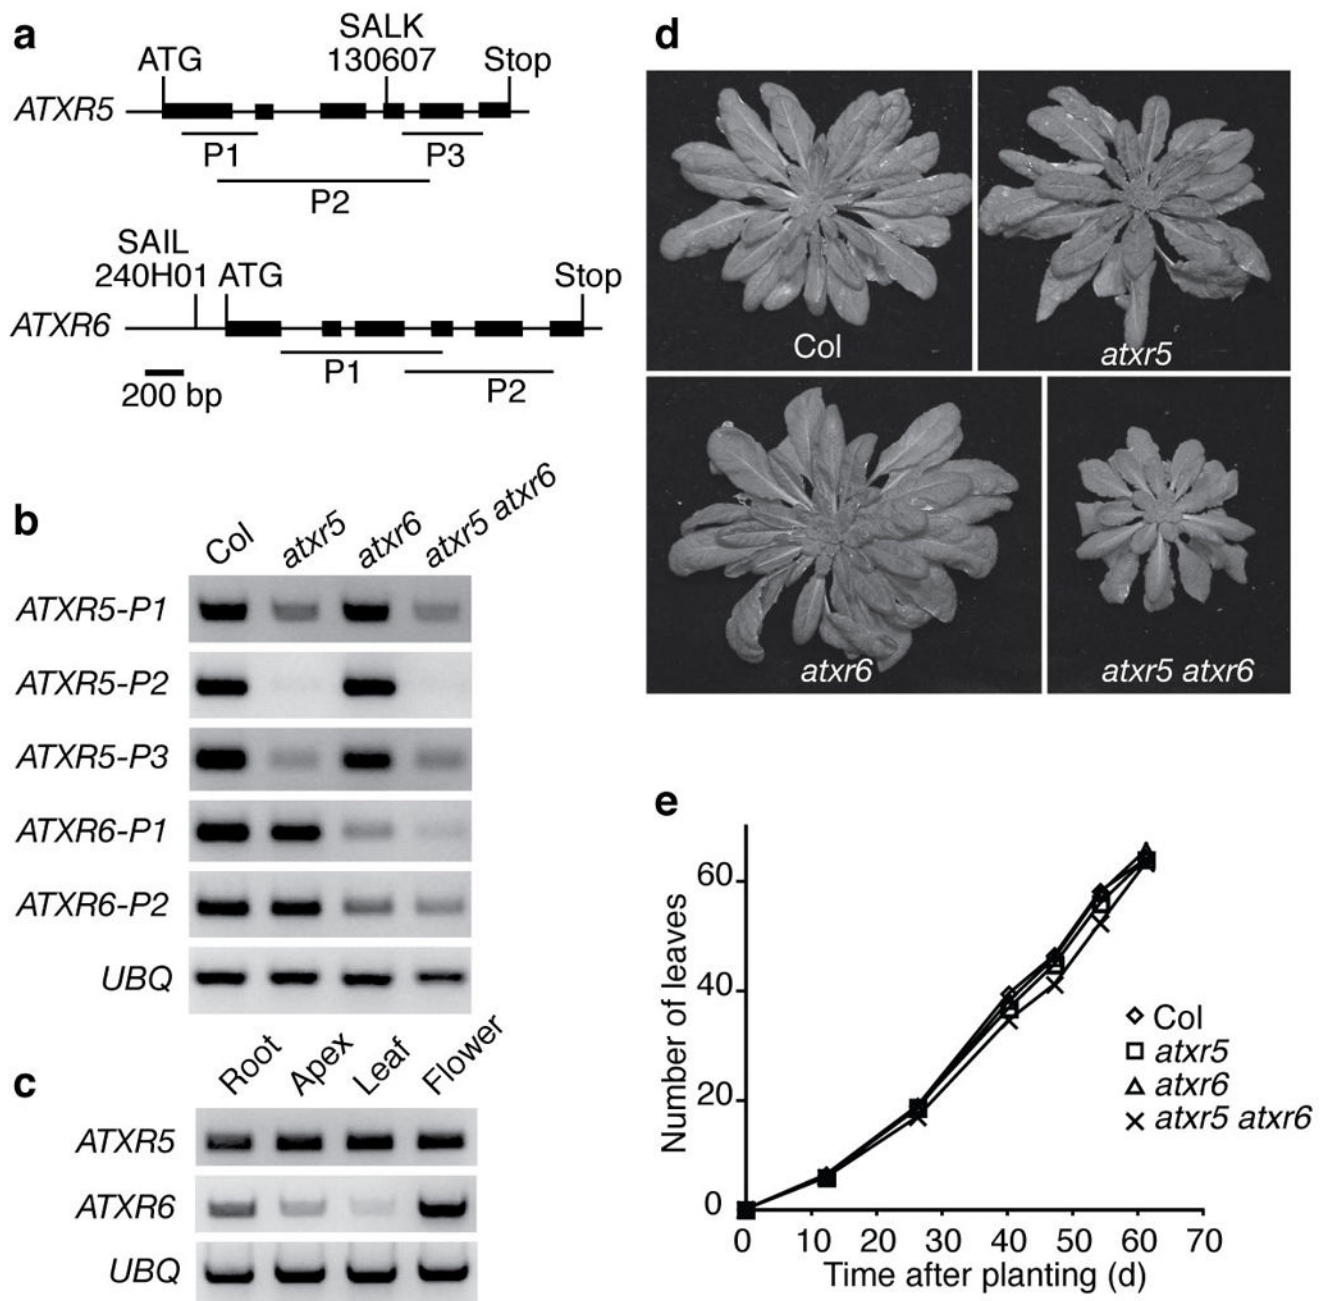 a
SALK
ATG 130607 Stop
ATXR5
P1 P3
P2
SAIL
240H01 ATG Stop
ATXR6
P1 P2
200 bp
b
Col atxr5 atxr6 atxr5 atxr6
ATXR5-P1
ATXR5-P2
ATXR5-P3
ATXR6-P1
ATXR6-P2
UBQ
c
Root Apex Leaf Flower
ATXR5
ATXR6
UBQ
d
Col
atxr5
atxr6
atxr5 atxr6
e
Number of leaves
60
40
20
0
0 10 20 30 40 50 60 70
Time after planting (d)
Col
atxr5
atxr6
atxr5 atxr6